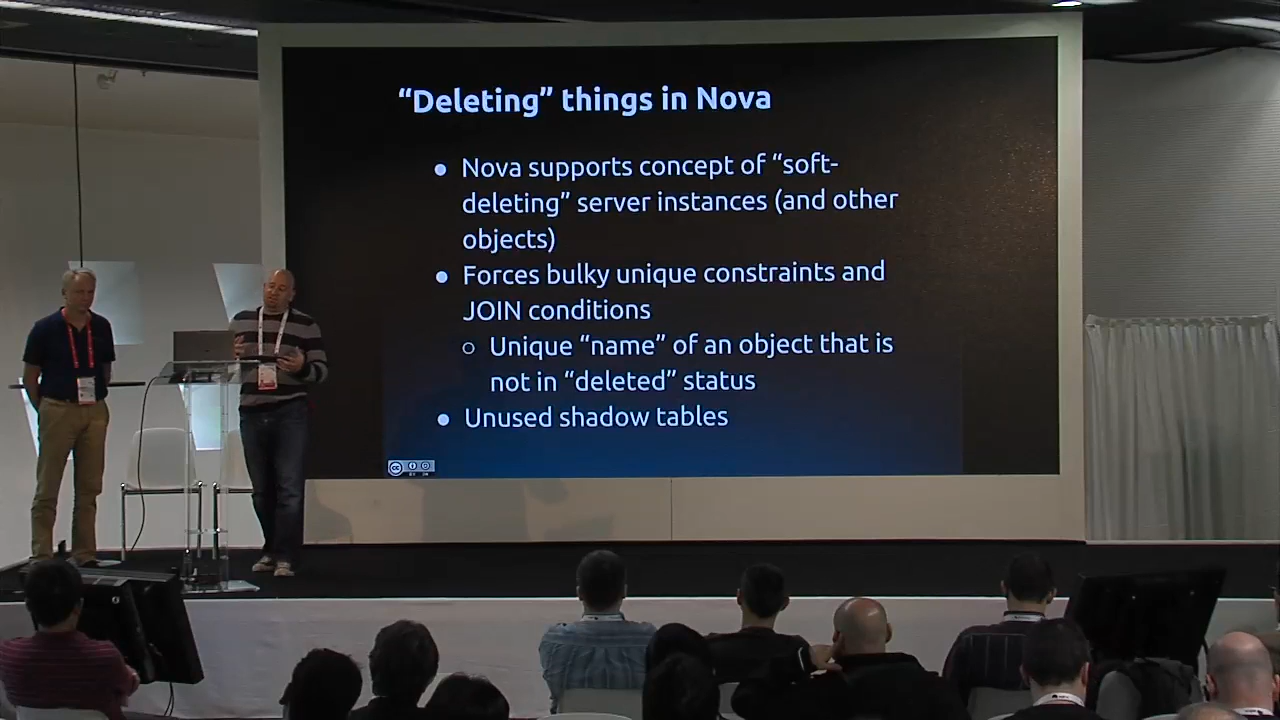 “Deleting” things in Nova
● Nova supports concept of “soft-
deleting” server instances (and other
objects)
● Forces bulky unique constraints and
JOIN conditions
○ Unique “name” of an object that is
not in “deleted” status
● Unused shadow tables